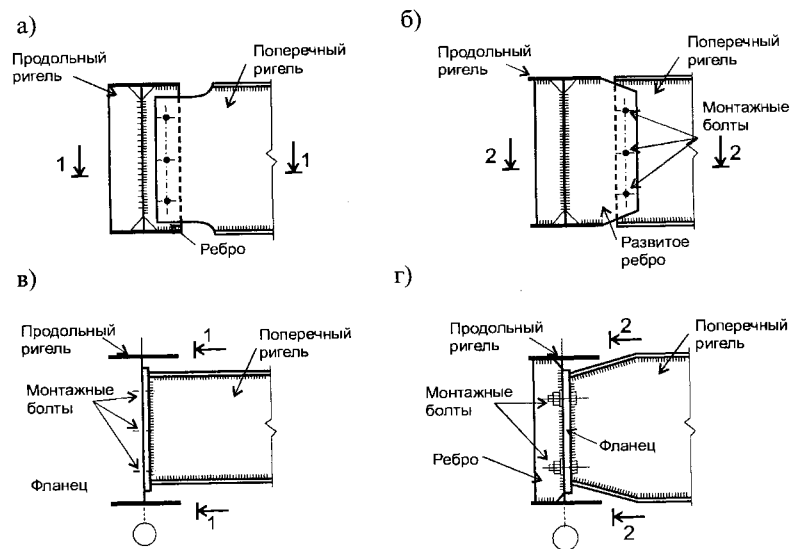 а)
Продольный
ригель
Поперечный
ригель
1
1
Ребро
б)
Продольный
ригель
Поперечный
ригель
Монтажные
болты
2
2
Развитое
ребро
в)
Продольный
ригель
1
Поперечный
ригель
Монтажные
болты
Фланец
1
г)
Продольный
ригель
2
Поперечный
ригель
Монтажные
болты
Фланец
Ребро
2